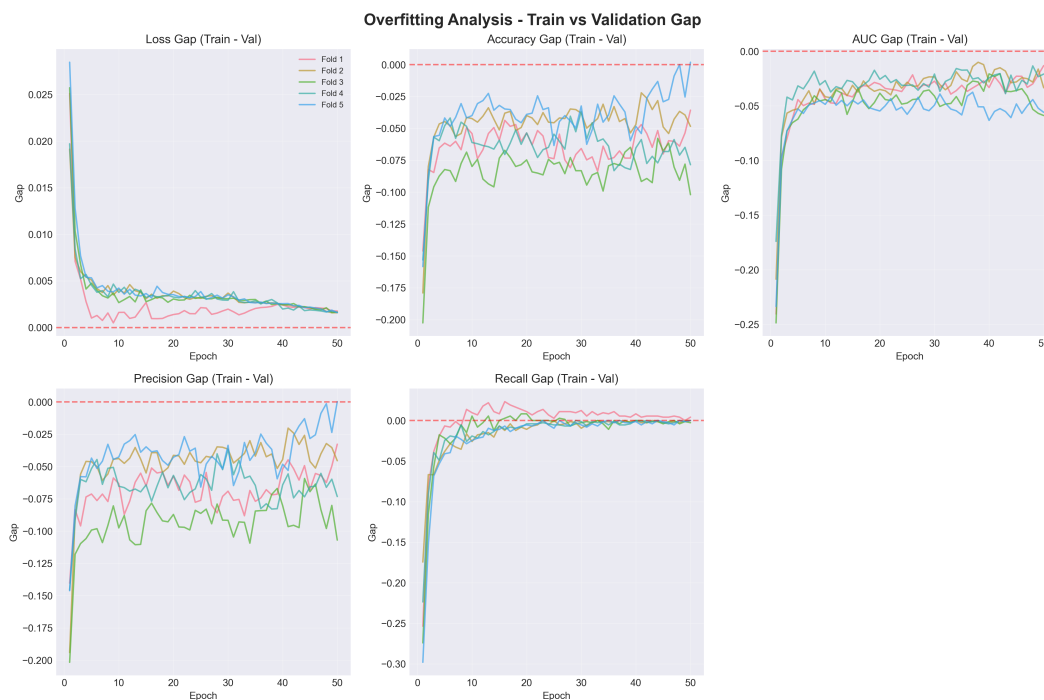 Overfitting Analysis - Train vs Validation Gap
Loss Gap (Train - Val)
Fold 1
Fold 2
Fold 3
Fold 4
Fold 5
0.025
0.020
0.015
0.010
0.005
0.000
Gap
0 10 20 30 40 50
Epoch
Accuracy Gap (Train - Val)
0.000
−0.025
−0.050
−0.075
−0.100
−0.125
−0.150
−0.175
−0.200
Gap
0 10 20 30 40 50
Epoch
AUC Gap (Train - Val)
0.00
−0.05
−0.10
−0.15
−0.20
−0.25
Gap
0 10 20 30 40 50
Epoch
Precision Gap (Train - Val)
0.000
−0.025
−0.050
−0.075
−0.100
−0.125
−0.150
−0.175
−0.200
Gap
0 10 20 30 40 50
Epoch
Recall Gap (Train - Val)
0.00
−0.05
−0.10
−0.15
−0.20
−0.25
−0.30
Gap
0 10 20 30 40 50
Epoch